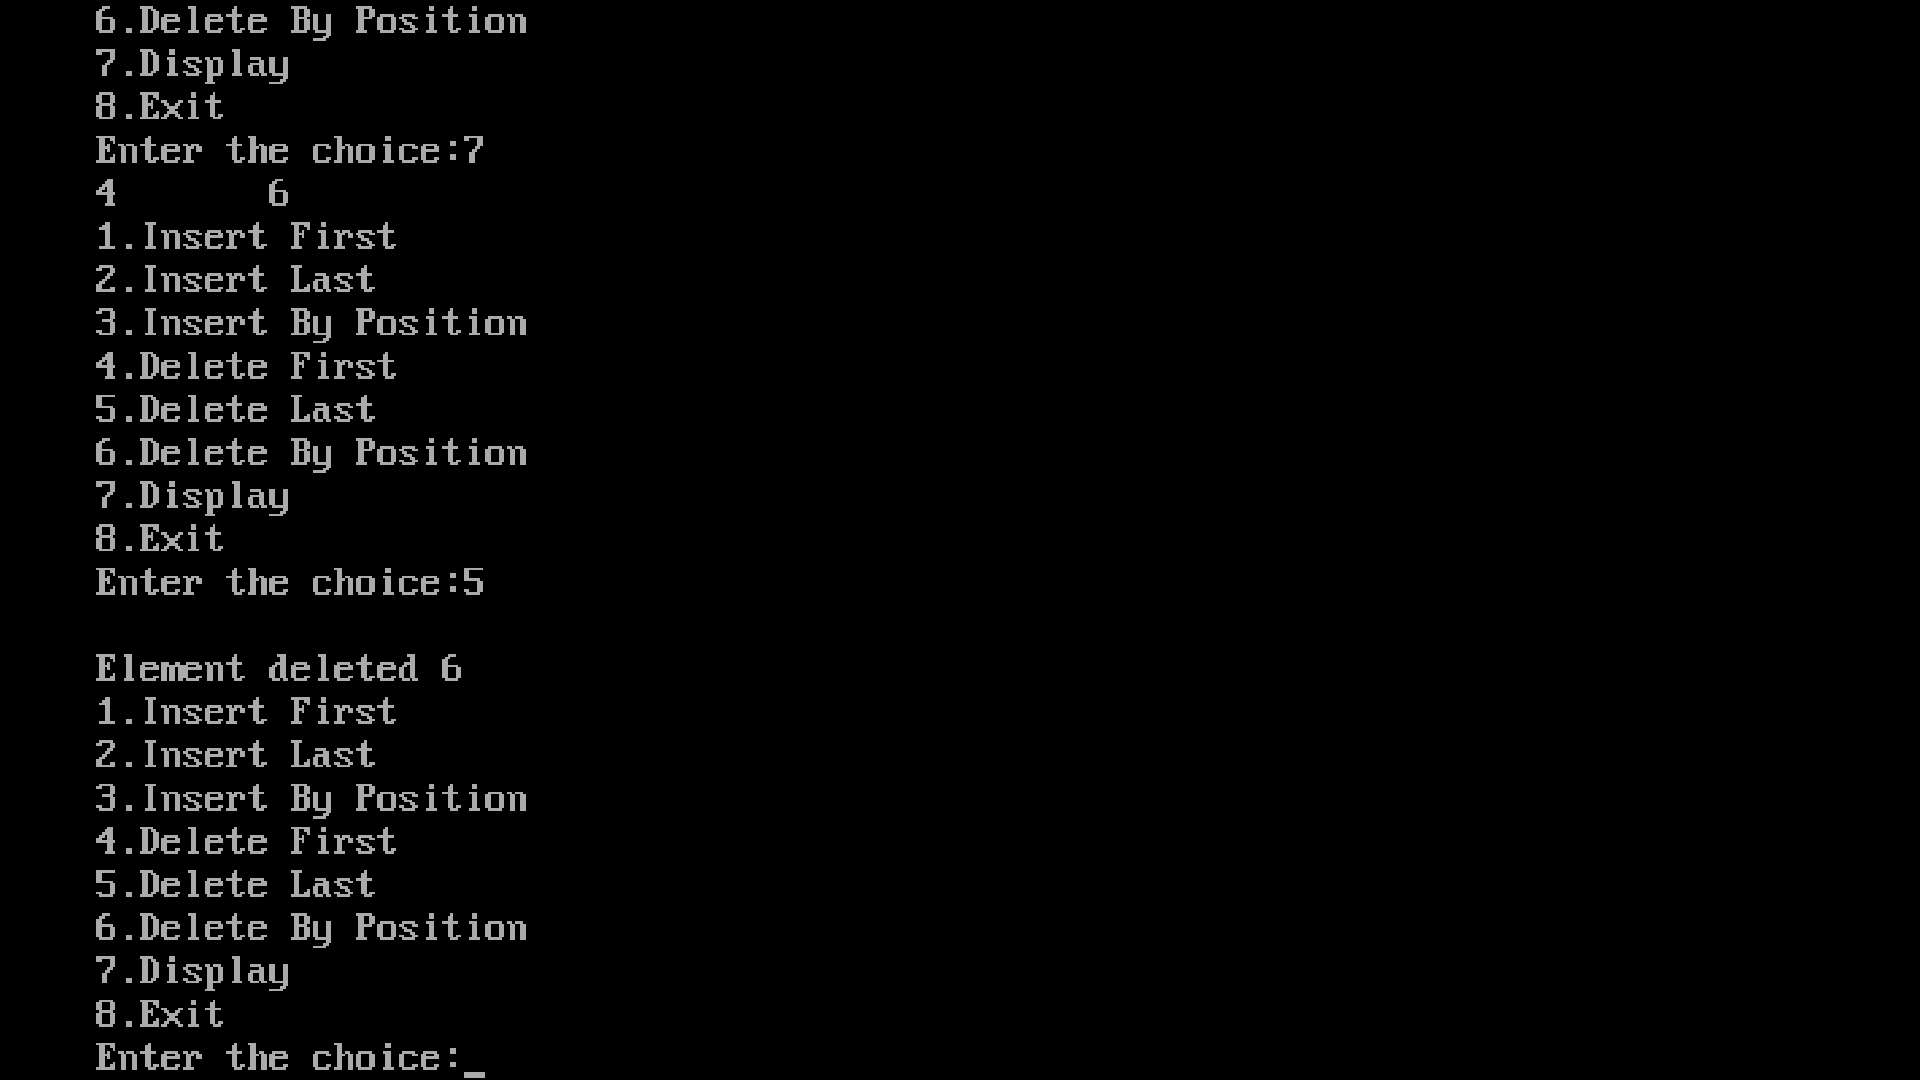 6.Delete By Position
7.Display
8.Exit
Enter the choice:7
4       6
1.Insert First
2.Insert Last
3.Insert By Position
4.Delete First
5.Delete Last
6.Delete By Position
7.Display
8.Exit
Enter the choice:5

Element deleted 6
1.Insert First
2.Insert Last
3.Insert By Position
4.Delete First
5.Delete Last
6.Delete By Position
7.Display
8.Exit
Enter the choice:_